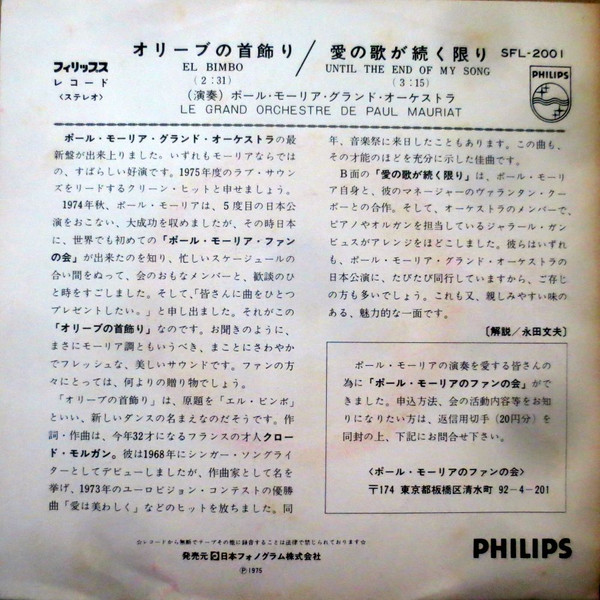 フィリップス
レコード
〈ステレオ〉
オリーブの首飾り / 愛の歌が続く限り SFL-2001
EL BIMBO UNTIL THE END OF MY SONG
(2:31) (3:15)
(演奏)ポール・モーリア・グランド・オーケストラ
LE GRAND ORCHESTRE DE PAUL MAURIAT
PHILIPS
ポール・モーリア・グランド・オーケストラの最
新盤が出来上りました。いずれもモーリアならでは
の、すばらしい好演です。1975年度のラブ・サウン
ズをリードするクリーン・ヒットと申せましょう。
1974年秋、ポール・モーリアは、5度目の日本公
演をおこない、大成功を収めましたが、その時日本
に、世界でも初めての「ポール・モーリア・ファン
の会」が出来たのを知り、忙しいスケージュールの
合い間をぬって、会のおもなメンバーと、歓談のひ
と時をすごしました。そして、「皆さんに曲をひとつ
プレゼントしたい。」と申し出ました。それがこの
「オリーブの首飾り」なのです。お聞きのように、
まさにモーリア調ともいうべき、まことにさわやか
でフレッシュな、美しいサウンドです。ファンの方
々にとっては、何よりの贈り物でしょう。
「オリーブの首飾り」は、原題を「エル・ビンボ」
といい、新しいダンスの名まえなのだそうです。作
詞・作曲は、今年32才になるフランスの才人クロー
ド・モルガン。彼は1968年にシンガー・ソングライ
ターとしてデビューしましたが、作曲家として名を
挙げ、1973年のユーロビジョン・コンテストの優勝
曲「愛は美わしく」などのヒットを放ちました。同
年、音楽祭に来日したこともあります。この曲も、
その才能のほどを充分に示した佳曲です。
B面の「愛の歌が続く限り」は、ポール・モーリ
ア自身と、彼のマネージャーのヴァランタン・クー
ポーとの合作。そして、オーケストラのメンバーで、
ピアノやオルガンを担当しているジャラール・ガン
ビュスがアレンジをほどこしました。彼らはいずれ
も、ポール・モーリア・グランド・オーケストラの
日本公演に、たびたび同行していますから、ご存じ
の方も多いでしょう。これも又、親しみやすい味の
ある、魅力的な一面です。
〔解説/永田文夫〕
ポール・モーリアの演奏を愛する皆さんの
為に「ポール・モーリアのファンの会」がで
きました。申込方法、会の活動内容等をお知
りになりたい方は、返信用切手(20円分)を
同封の上、下記にお問合せ下さい。
〈ポール・モーリアのファンの会〉
〒174 東京都板橋区清水町 92-4-201
☆レコードから無断でテープその他に録音することは法律で禁じられております☆
発売元 日本フォノグラム株式会社
Ⓟ1975
PHILIPS